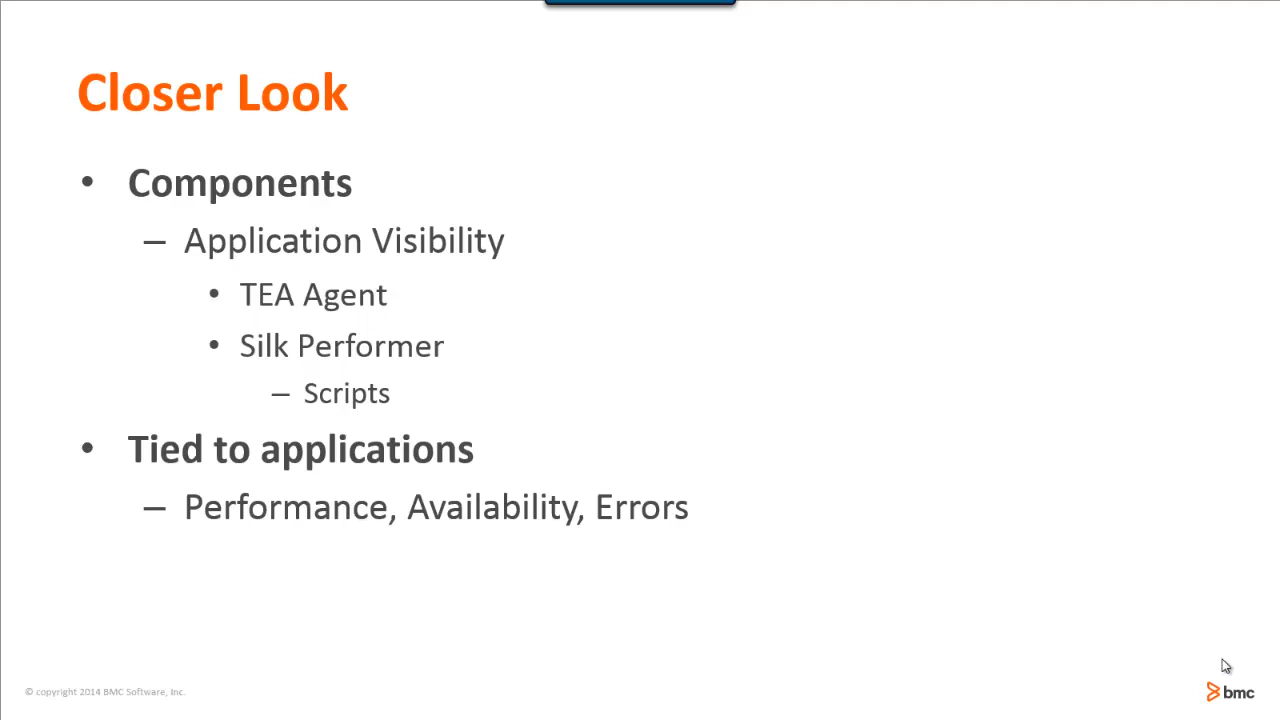 Closer Look
• Components
– Application Visibility
• TEA Agent
• Silk Performer
– Scripts
• Tied to applications
– Performance, Availability, Errors
© copyright 2014 BMC Software, Inc.
bmc